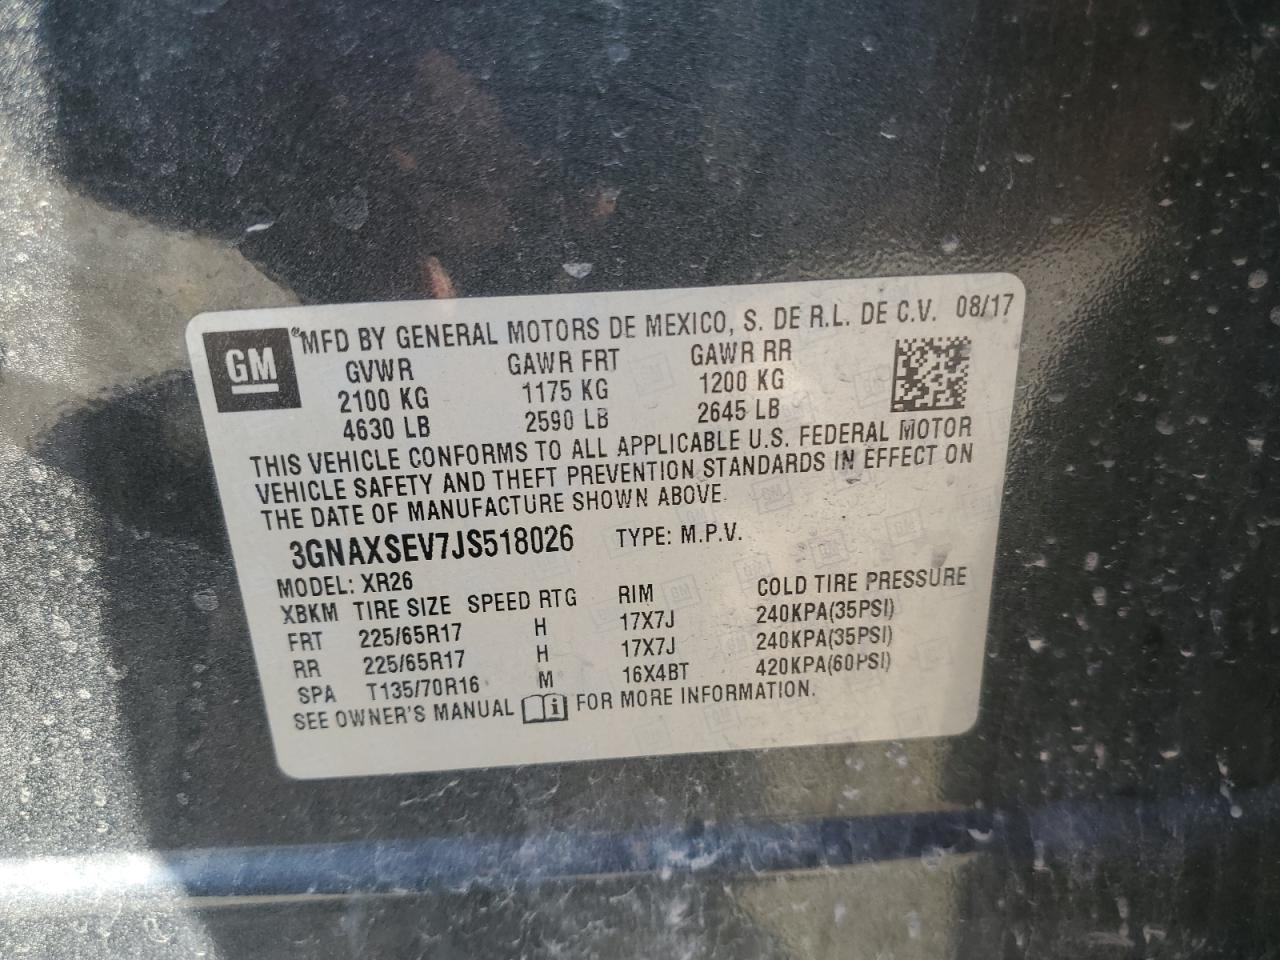 GM
MFD BY GENERAL MOTORS DE MEXICO, S. DE R.L. DE C.V. 08/17
GVWR GAWR FRT GAWR RR
2100 KG 1175 KG 1200 KG
4630 LB 2590 LB 2645 LB
THIS VEHICLE CONFORMS TO ALL APPLICABLE U.S. FEDERAL MOTOR
VEHICLE SAFETY AND THEFT PREVENTION STANDARDS IN EFFECT ON
THE DATE OF MANUFACTURE SHOWN ABOVE.
3GNAXSEV7JS518026 TYPE: M.P.V.
MODEL: XR26
XBKM TIRE SIZE SPEED RTG RIM COLD TIRE PRESSURE
FRT 225/65R17 H 17X7J 240KPA(35PSI)
RR 225/65R17 H 17X7J 240KPA(35PSI)
SPA T135/70R16 M 16X4BT 420KPA(60PSI)
SEE OWNER'S MANUAL i FOR MORE INFORMATION.